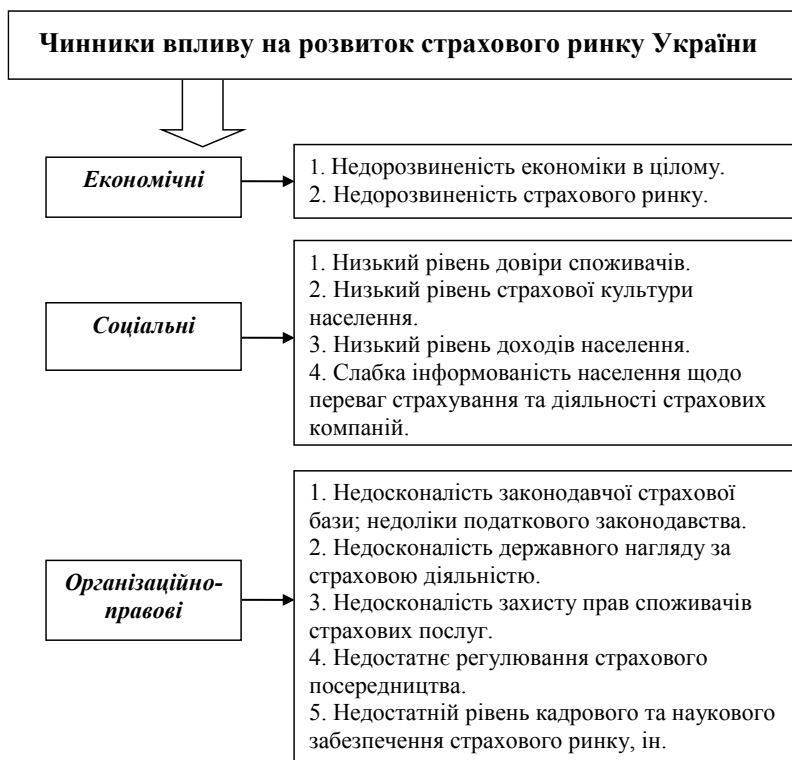 Чинники впливу на розвиток страхового ринку України
Економічні
1. Недорозвиненість економіки в цілому.
2. Недорозвиненість страхового ринку.
Соціальні
1. Низький рівень довіри споживачів.
2. Низький рівень страхової культури
населення.
3. Низький рівень доходів населення.
4. Слабка інформованість населення щодо
переваг страхування та діяльності страхових
компаній.
Організаційно-
правові
1. Недосконалість законодавчої страхової
бази; недоліки податкового законодавства.
2. Недосконалість державного нагляду за
страховою діяльністю.
3. Недосконалість захисту прав споживачів
страхових послуг.
4. Недостатнє регулювання страхового
посередництва.
5. Недостатній рівень кадрового та наукового
забезпечення страхового ринку, ін.